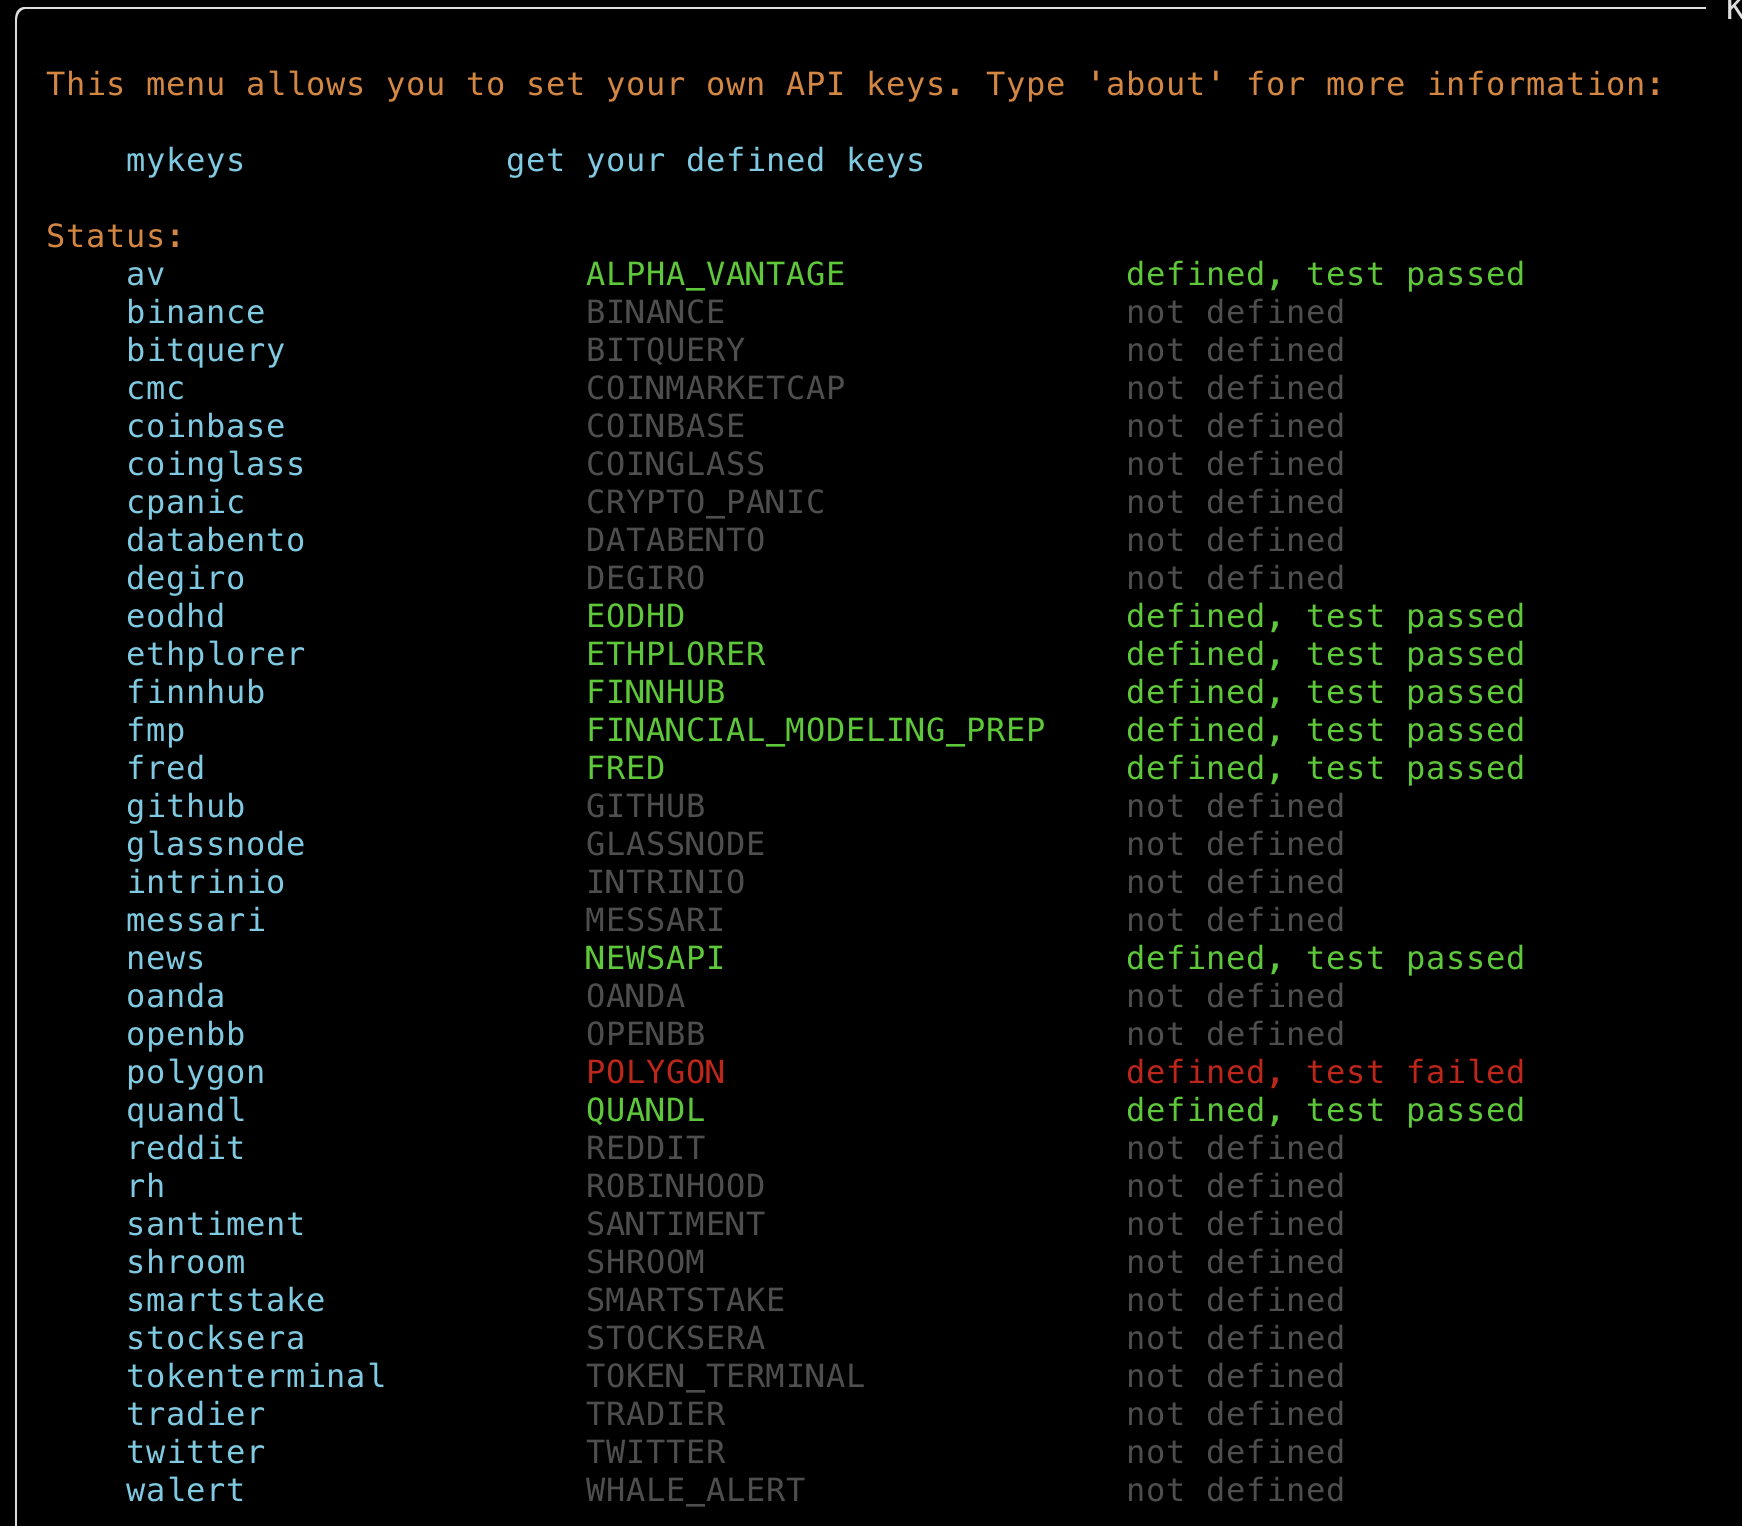 K
This menu allows you to set your own API keys. Type 'about' for more information:
mykeys get your defined keys
Status:
av ALPHA_VANTAGE defined, test passed
binance BINANCE not defined
bitquery BITQUERY not defined
cmc COINMARKETCAP not defined
coinbase COINBASE not defined
coinglass COINGLASS not defined
cpanic CRYPTO_PANIC not defined
databento DATABENTO not defined
degiro DEGIRO not defined
eodhd EODHD defined, test passed
ethplorer ETHPLORER defined, test passed
finnhub FINNHUB defined, test passed
fmp FINANCIAL_MODELING_PREP defined, test passed
fred FRED defined, test passed
github GITHUB not defined
glassnode GLASSNODE not defined
intrinio INTRINIO not defined
messari MESSARI not defined
news NEWSAPI defined, test passed
oanda OANDA not defined
openbb OPENBB not defined
polygon POLYGON defined, test failed
quandl QUANDL defined, test passed
reddit REDDIT not defined
rh ROBINHOOD not defined
santiment SANTIMENT not defined
shroom SHROOM not defined
smartstake SMARTSTAKE not defined
stocksera STOCKSERA not defined
tokenterminal TOKEN_TERMINAL not defined
tradier TRADIER not defined
twitter TWITTER not defined
walert WHALE_ALERT not defined